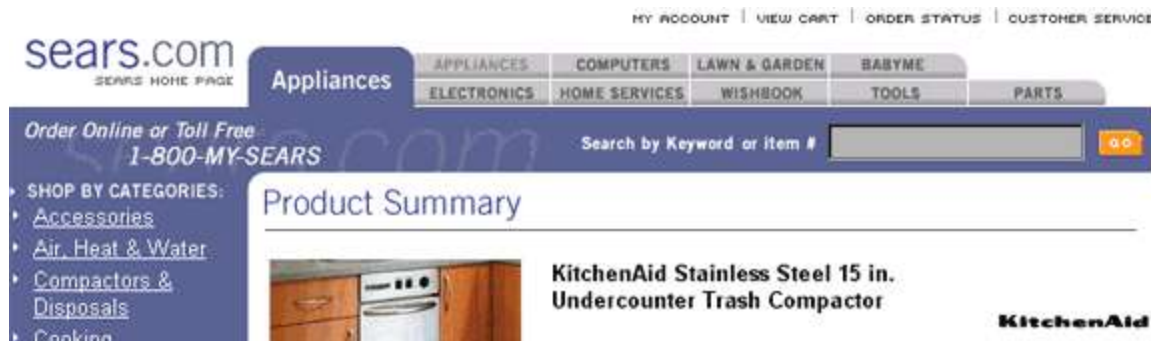 MY ACCOUNT | VIEW CART | ORDER STATUS | CUSTOMER SERVICE
sears.com
SEARS HOME PAGE
Appliances
APPLIANCES COMPUTERS LAWN & GARDEN BABYME
ELECTRONICS HOME SERVICES WISHBOOK TOOLS PARTS
Order Online or Toll Free
1-800-MY-SEARS
sears.com
Search by Keyword or item #
GO
SHOP BY CATEGORIES:
Accessories
Air, Heat & Water
Compactors &
Disposals
Cooking
Product Summary
KitchenAid Stainless Steel 15 in.
Undercounter Trash Compactor
KitchenAid